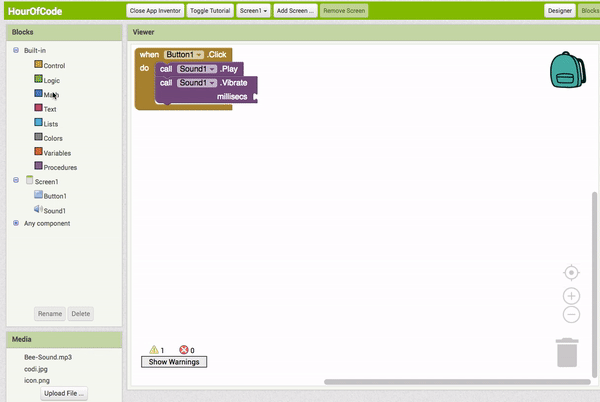 HourOfCode
Close App Inventor
Toggle Tutorial
Screen1
Add Screen ...
Remove Screen
Designer
Blocks
Blocks
Viewer
Built-in
Control
Logic
Math
Text
Lists
Colors
Variables
Procedures
Screen1
Button1
Sound1
Any component
Rename
Delete
when Button1 .Click
do call Sound1 .Play
call Sound1 .Vibrate
millisecs
1
0
Show Warnings
Media
Bee-Sound.mp3
codi.jpg
icon.png
Upload File ...